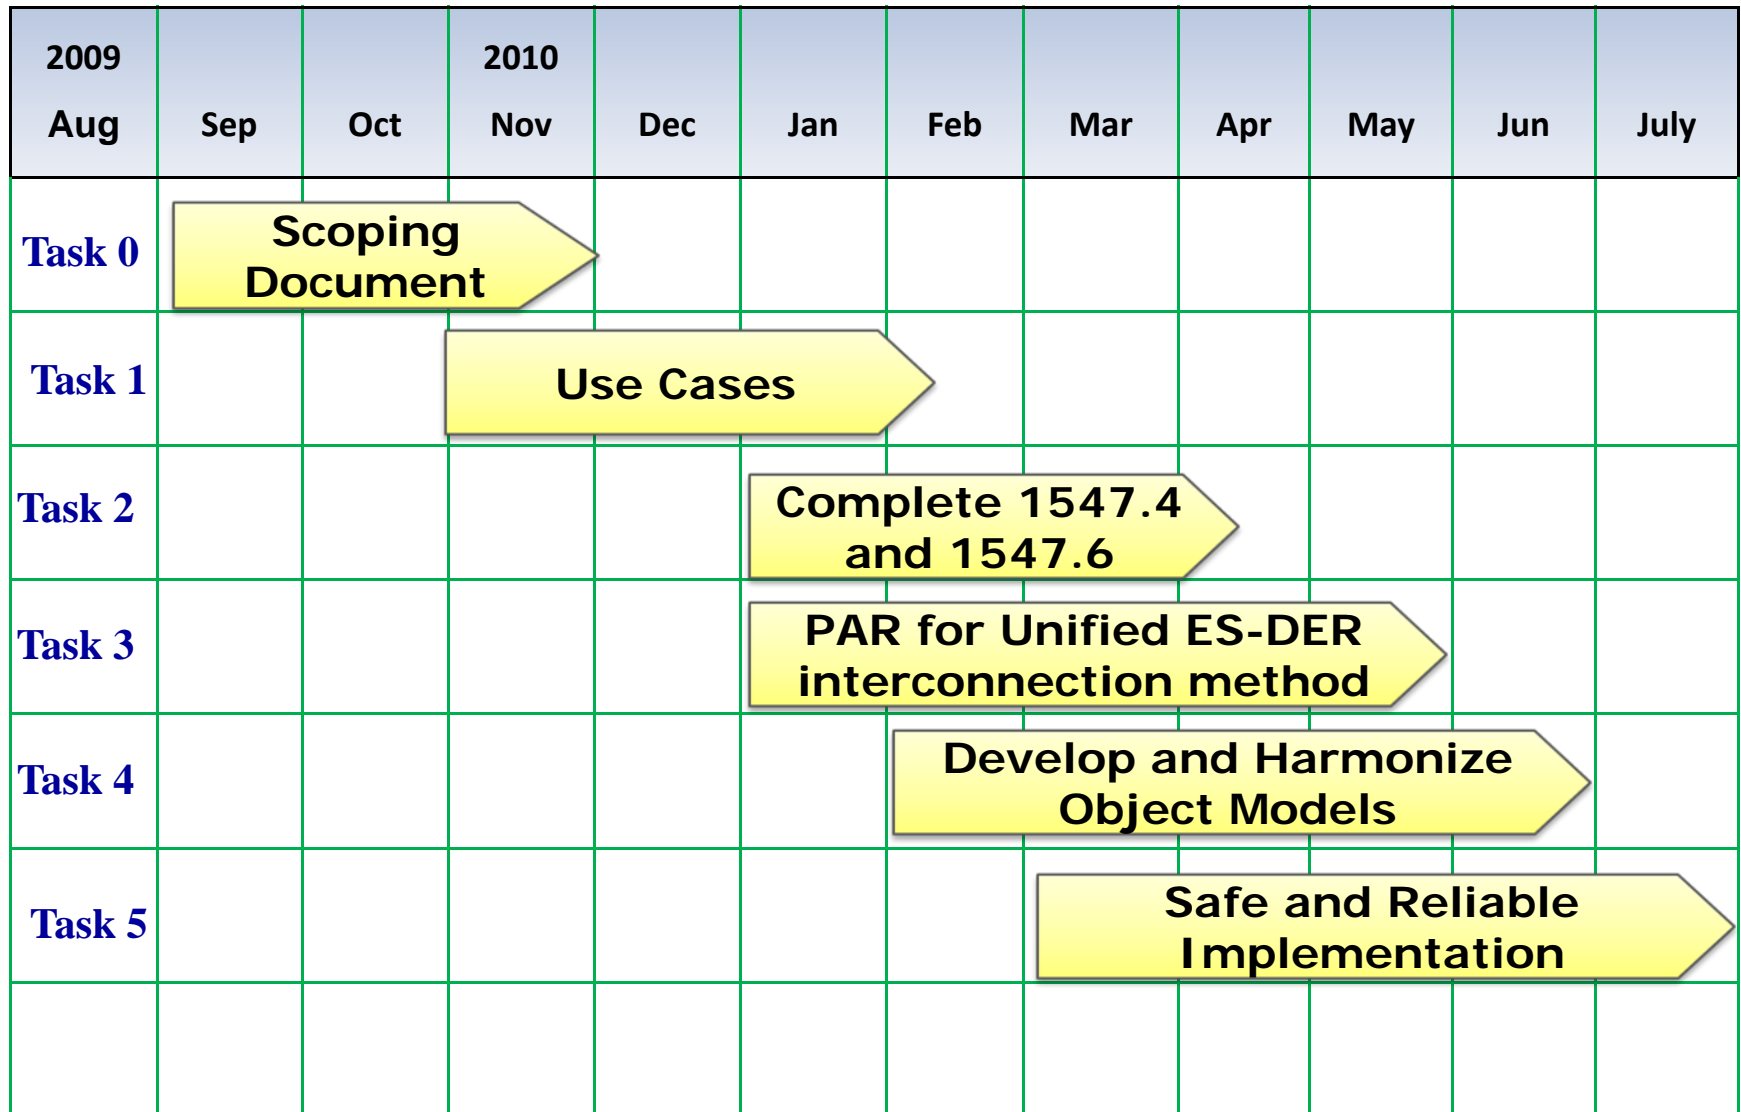 2009
2010
Aug Sep Oct Nov Dec Jan Feb Mar Apr May Jun July
Task 0
Scoping
Document
Task 1
Use Cases
Task 2
Complete 1547.4
and 1547.6
Task 3
PAR for Unified ES-DER
interconnection method
Task 4
Develop and Harmonize
Object Models
Task 5
Safe and Reliable
Implementation